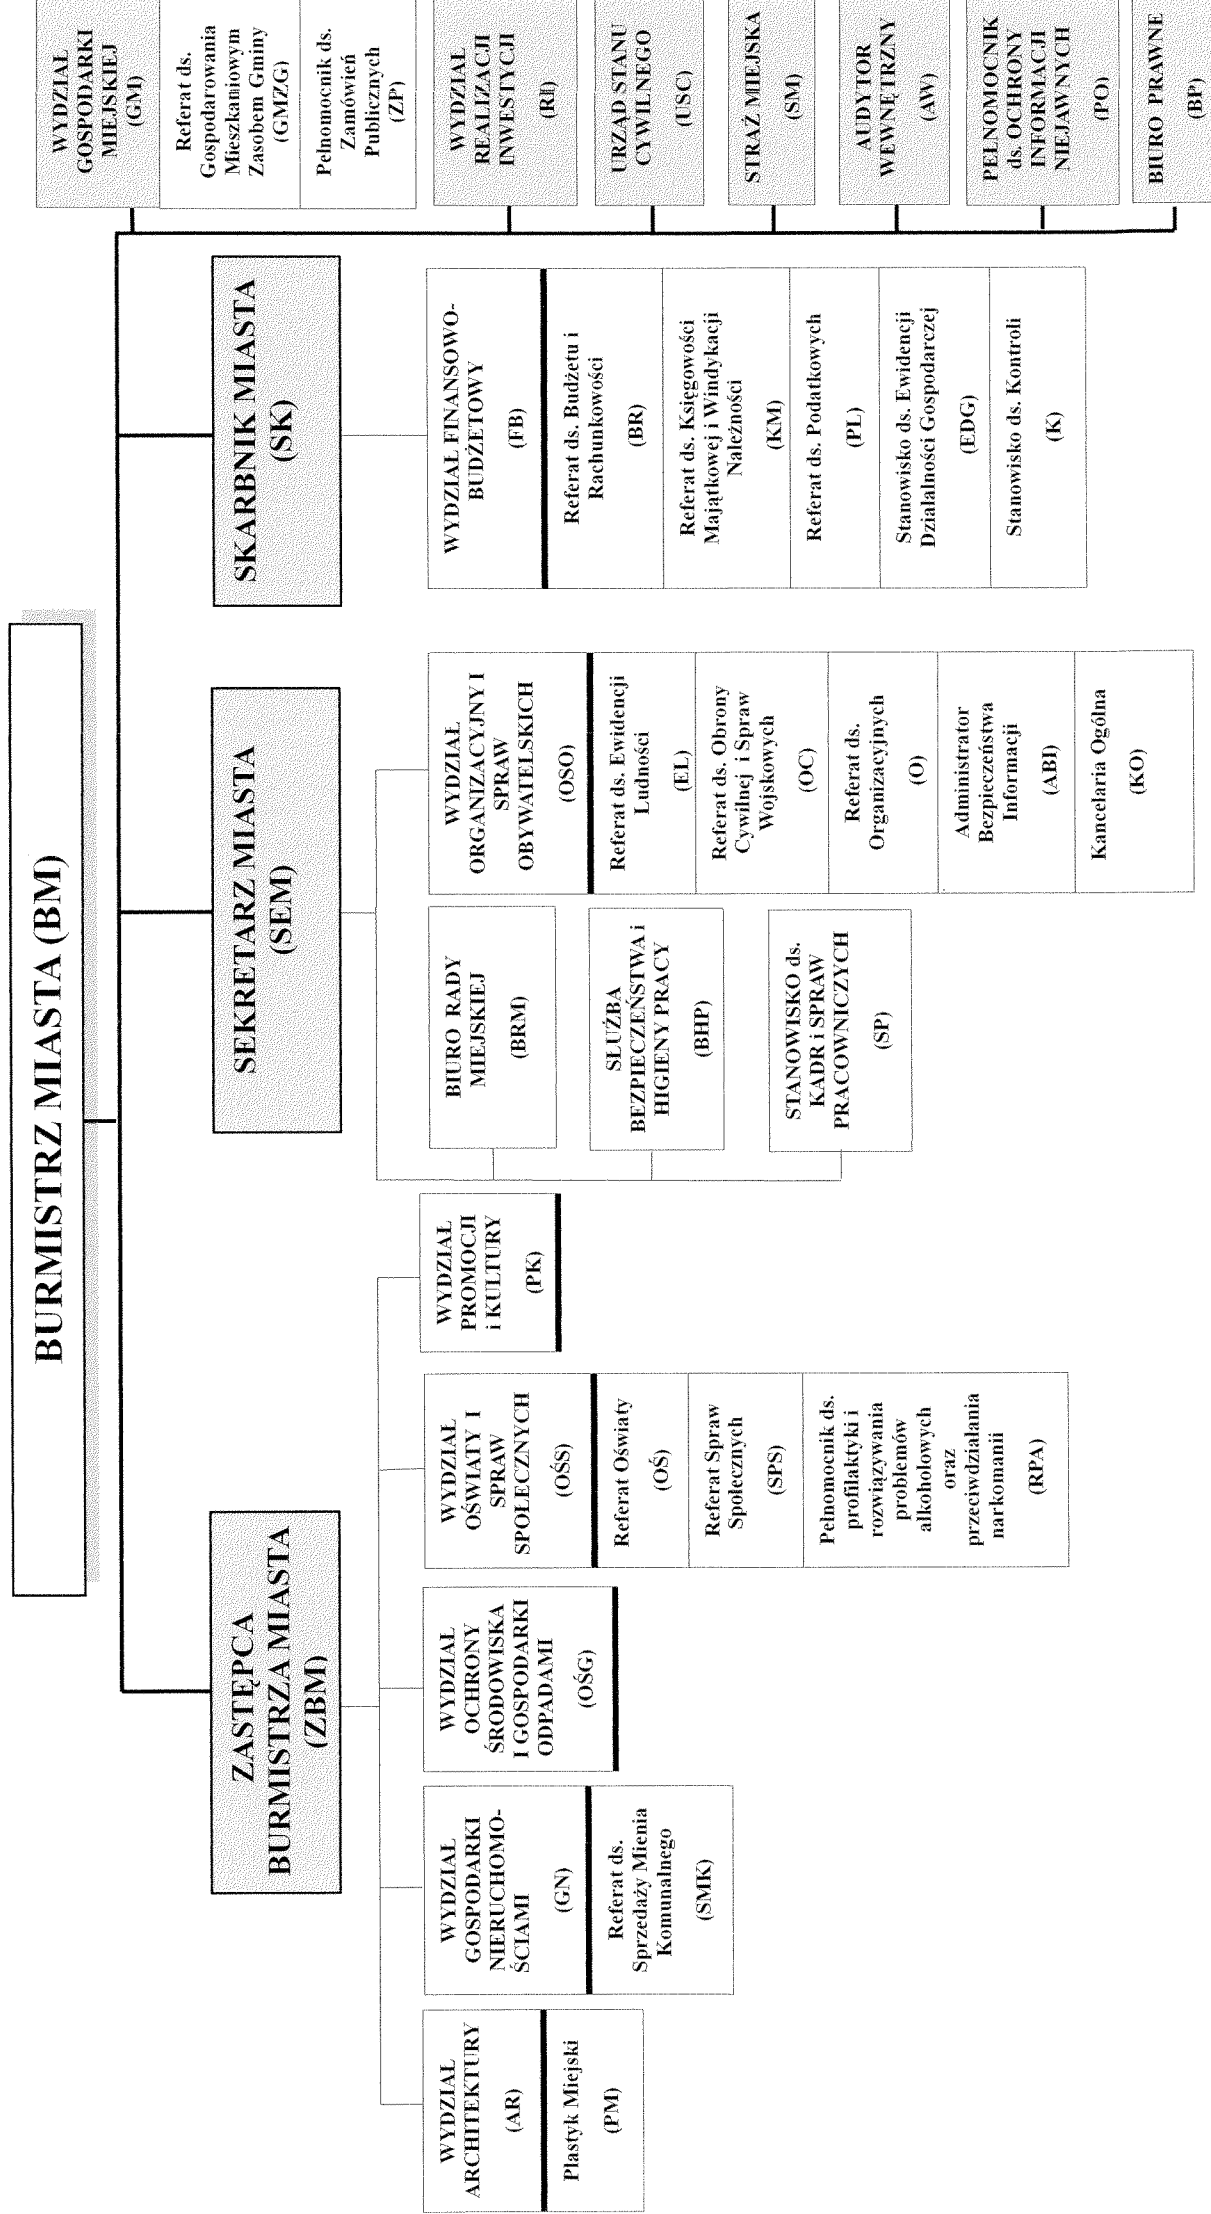 BURMISTRZ MIASTA (BM)
ZASTĘPCA
BURMISTRZA MIASTA
(ZBM)
WYDZIAŁ
ARCHITEKTURY
(AR)
Plastyk Miejski
(PM)
WYDZIAŁ
GOSPODARKI
NIERUCHOMO-
ŚCIAMI
(GN)
Referat ds.
Sprzedaży Mienia
Komunalnego
(SMK)
WYDZIAŁ
OCHRONY
ŚRODOWISKA
I GOSPODARKI
ODPADAMI
(OŚG)
WYDZIAŁ
OŚWIATY I
SPRAW
SPOŁECZNYCH
(OŚS)
Referat Oświaty
(OŚ)
Referat Spraw
Społecznych
(SPS)
Pełnomocnik ds.
profilaktyki i
rozwiązywania
problemów
alkoholowych
oraz
przeciwdziałania
narkomanii
(RPA)
WYDZIAŁ
PROMOCJI
i KULTURY
(PK)
SEKRETARZ MIASTA
(SEM)
BIURO RADY
MIEJSKIEJ
(BRM)
SŁUŻBA
BEZPIECZEŃSTWA i
HIGIENY PRACY
(BHP)
STANOWISKO ds.
KADR i SPRAW
PRACOWNICZYCH
(SP)
WYDZIAŁ
ORGANIZACYJNY I
SPRAW
OBYWATELSKICH
(OSO)
Referat ds. Ewidencji
Ludności
(EL)
Referat ds. Obrony
Cywilnej i Spraw
Wojskowych
(OC)
Referat ds.
Organizacyjnych
(O)
Administrator
Bezpieczeństwa
Informacji
(ABI)
Kancelaria Ogólna
(KO)
SKARBNIK MIASTA
(SK)
WYDZIAŁ FINANSOWO-
BUDŻETOWY
(FB)
Referat ds. Budżetu i
Rachunkowości
(BR)
Referat ds. Księgowości
Majątkowej i Windykacji
Należności
(KM)
Referat ds. Podatkowych
(PL)
Stanowisko ds. Ewidencji
Działalności Gospodarczej
(EDG)
Stanowisko ds. Kontroli
(K)
WYDZIAŁ
GOSPODARKI
MIEJSKIEJ
(GM)
Referat ds.
Gospodarowania
Mieszkaniowym
Zasobem Gminy
(GMZG)
Pełnomocnik ds.
Zamówień
Publicznych
(ZP)
WYDZIAŁ
REALIZACJI
INWESTYCJI
(RI)
URZĄD STANU
CYWILNEGO
(USC)
STRAŻ MIEJSKA
(SM)
AUDYTOR
WEWNĘTRZNY
(AW)
PEŁNOMOCNIK
ds. OCHRONY
INFORMACJI
NIEJAWNYCH
(PO)
BIURO PRAWNE
(BP)